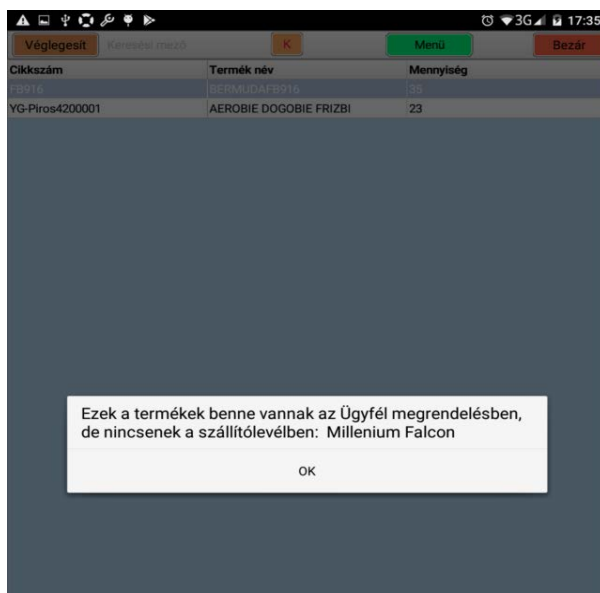 3G 17:35
Véglegesít Keresési mező K Menü Bezár
Cikkszám Termék név Mennyiség
FB916 BERMUDAFB916 35
YG-Piros4200001 AEROBIE DOGOBIE FRIZBI 23
Ezek a termékek benne vannak az Ügyfél megrendelésben,
de nincsenek a szállítólevélben: Millenium Falcon
OK